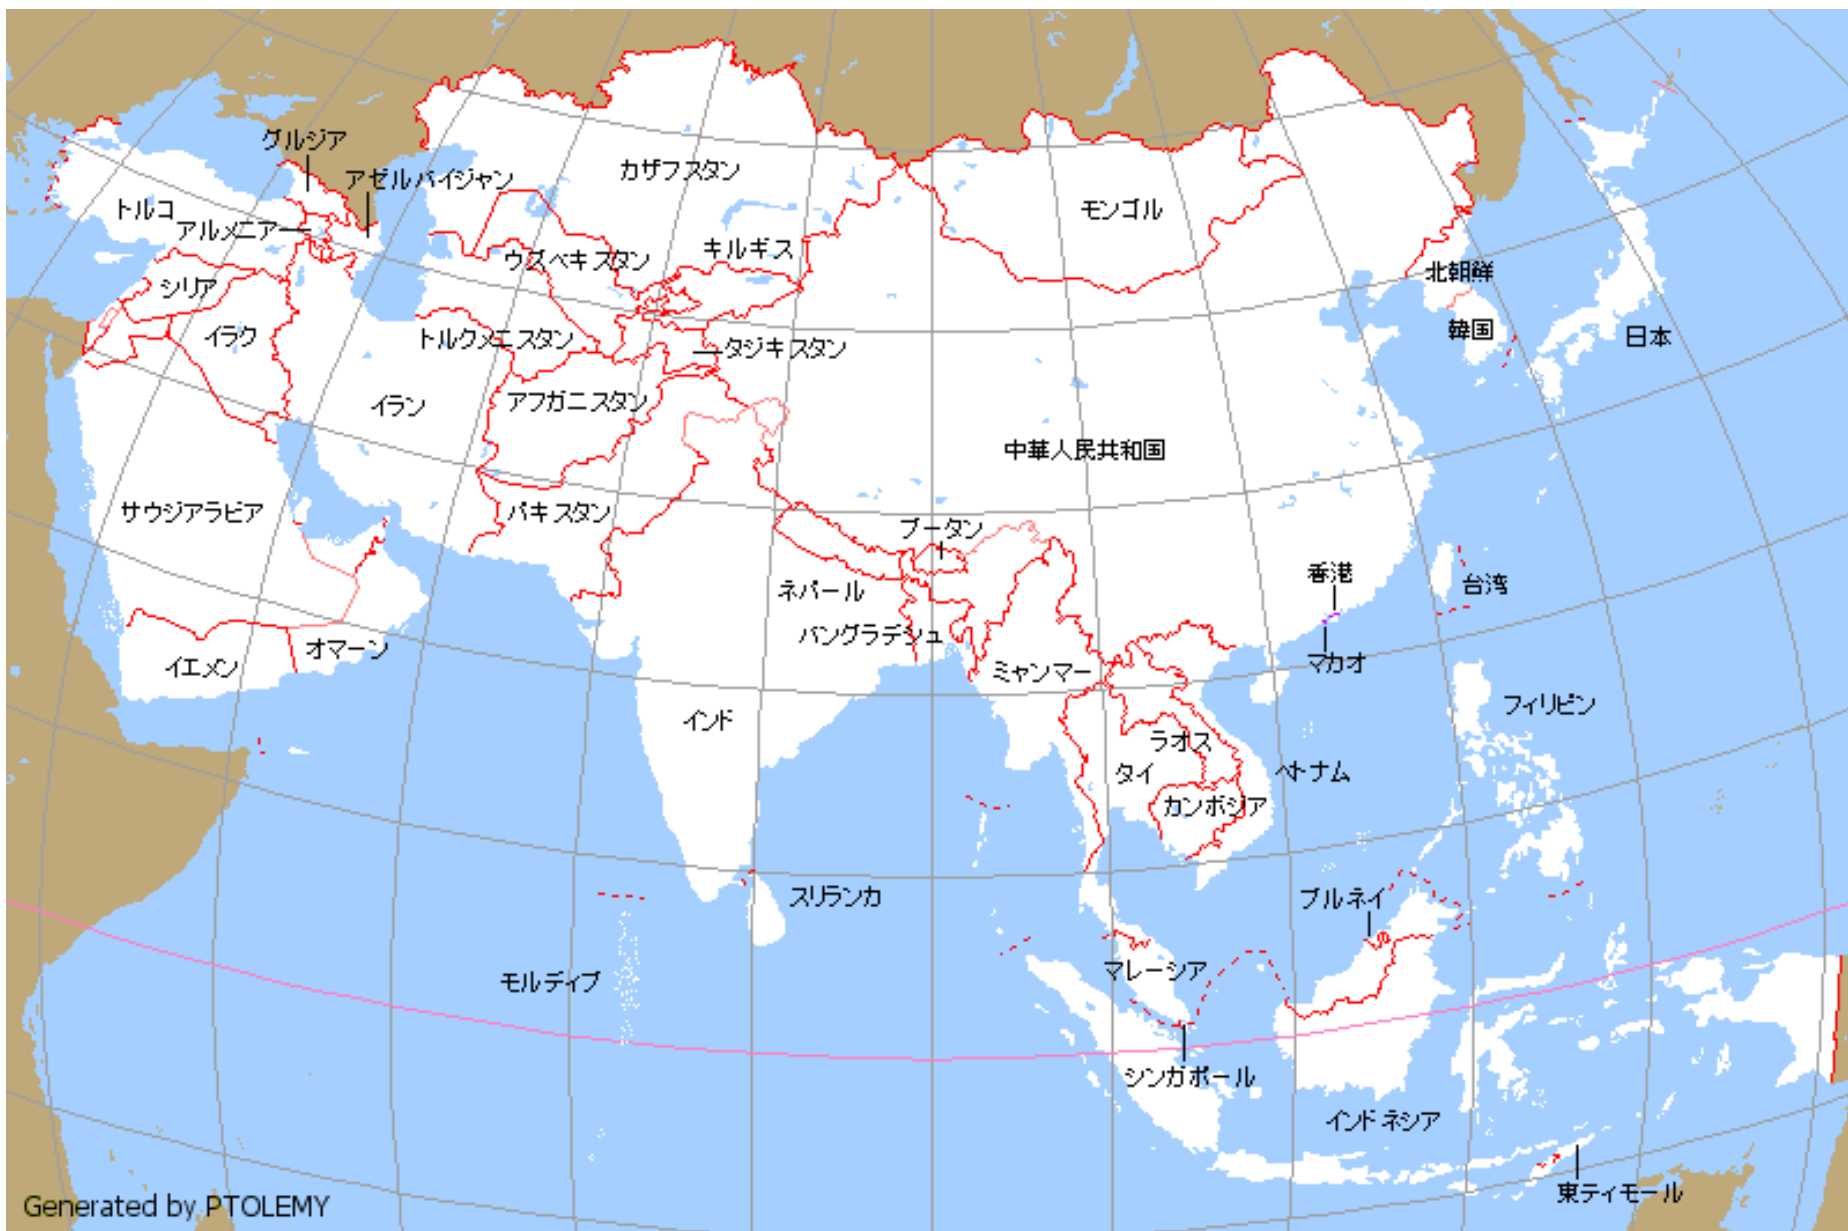 グルジア
カザフスタン
アゼルバイジャン
トルコ
アルメニア
モンゴル
キルギス
ウズベキスタン
北朝鮮
シリア
イラク
韓国
日本
トルクメニスタン
タジキスタン
イラン
アフガニスタン
中華人民共和国
サウジアラビア
パキスタン
ブータン
香港
台湾
ネパール
バングラデシュ
オマーン
イエメン
ミャンマー
マカオ
フィリピン
インド
ラオス
タイ
ベトナム
カンボジア
スリランカ
ブルネイ
モルディブ
マレーシア
シンガポール
インドネシア
東ティモール
Generated by PTOLEMY